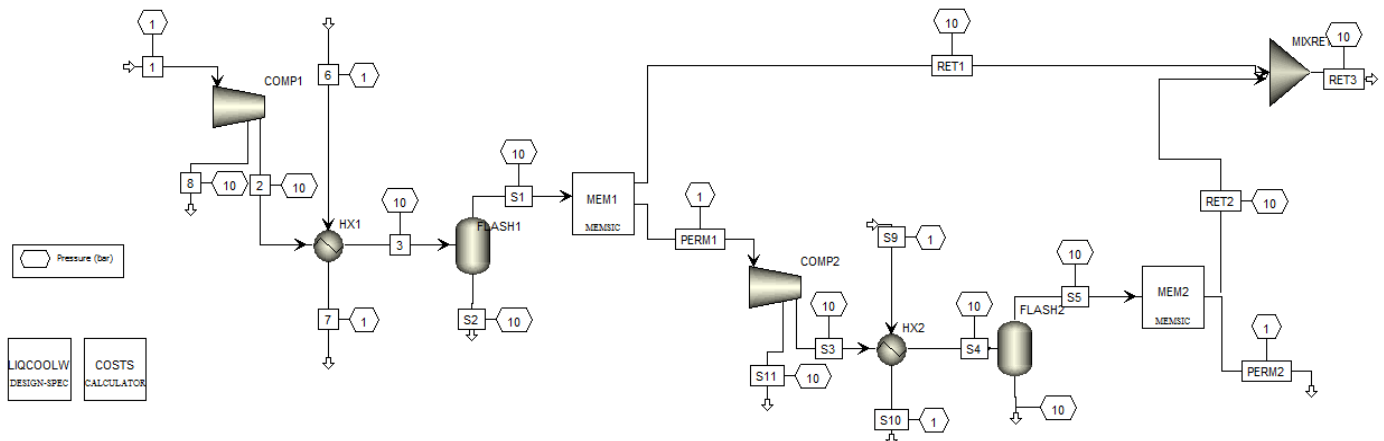 1
10
10
MIXRET
1
6
1
RET1
RET3
COMP1
10
10
8
10
2
10
10
S1
MEM1
MEMSIC
RET2
10
1
HX1
3
FLASH1
PERM1
S9
1
Pressure (bar)
COMP2
10
10
MEM2
MEMSIC
S5
7
1
S2
10
10
FLASH2
S3
HX2
S4
1
PERM2
LIQCOOLW
DESIGN-SPEC
COSTS
CALCULATOR
S11
10
10
S10
1